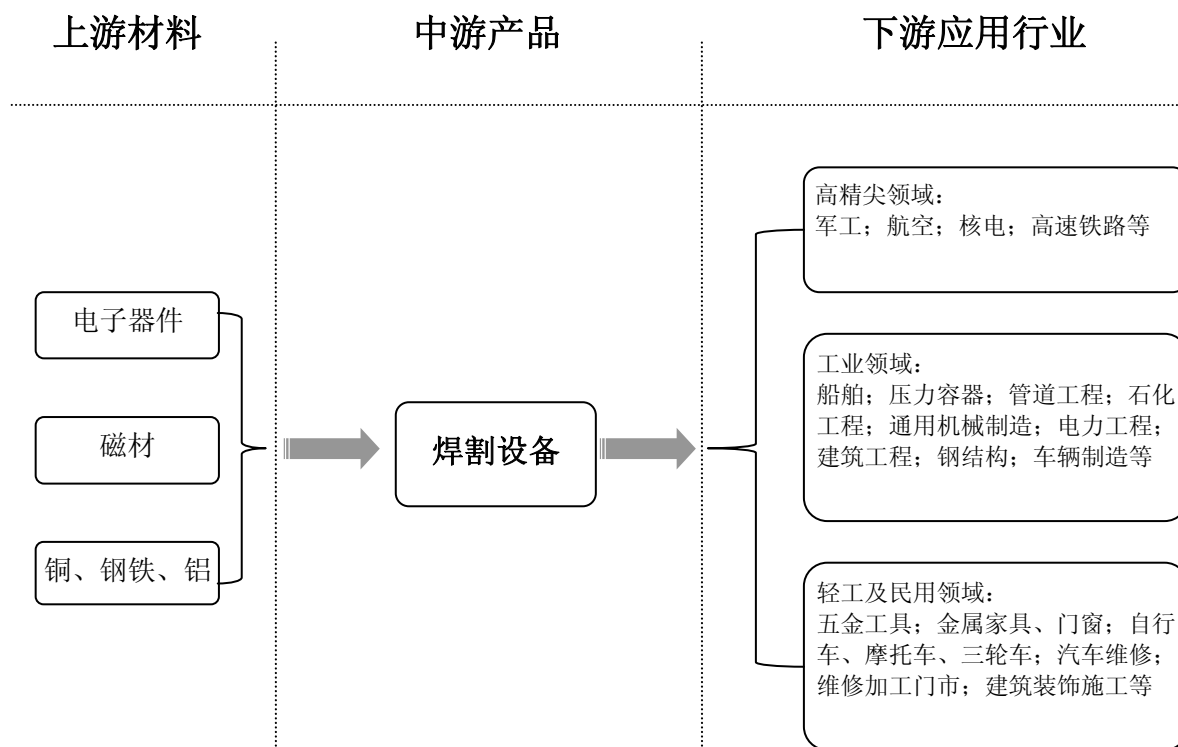 上游材料
中游产品
下游应用行业
电子器件
磁材
铜、钢铁、铝
焊割设备
高精尖领域：
军工；航空；核电；高速铁路等
工业领域：
船舶；压力容器；管道工程；石化
工程；通用机械制造；电力工程；
建筑工程；钢结构；车辆制造等
轻工及民用领域：
五金工具；金属家具、门窗；自行
车、摩托车、三轮车；汽车维修；
维修加工门市；建筑装饰施工等